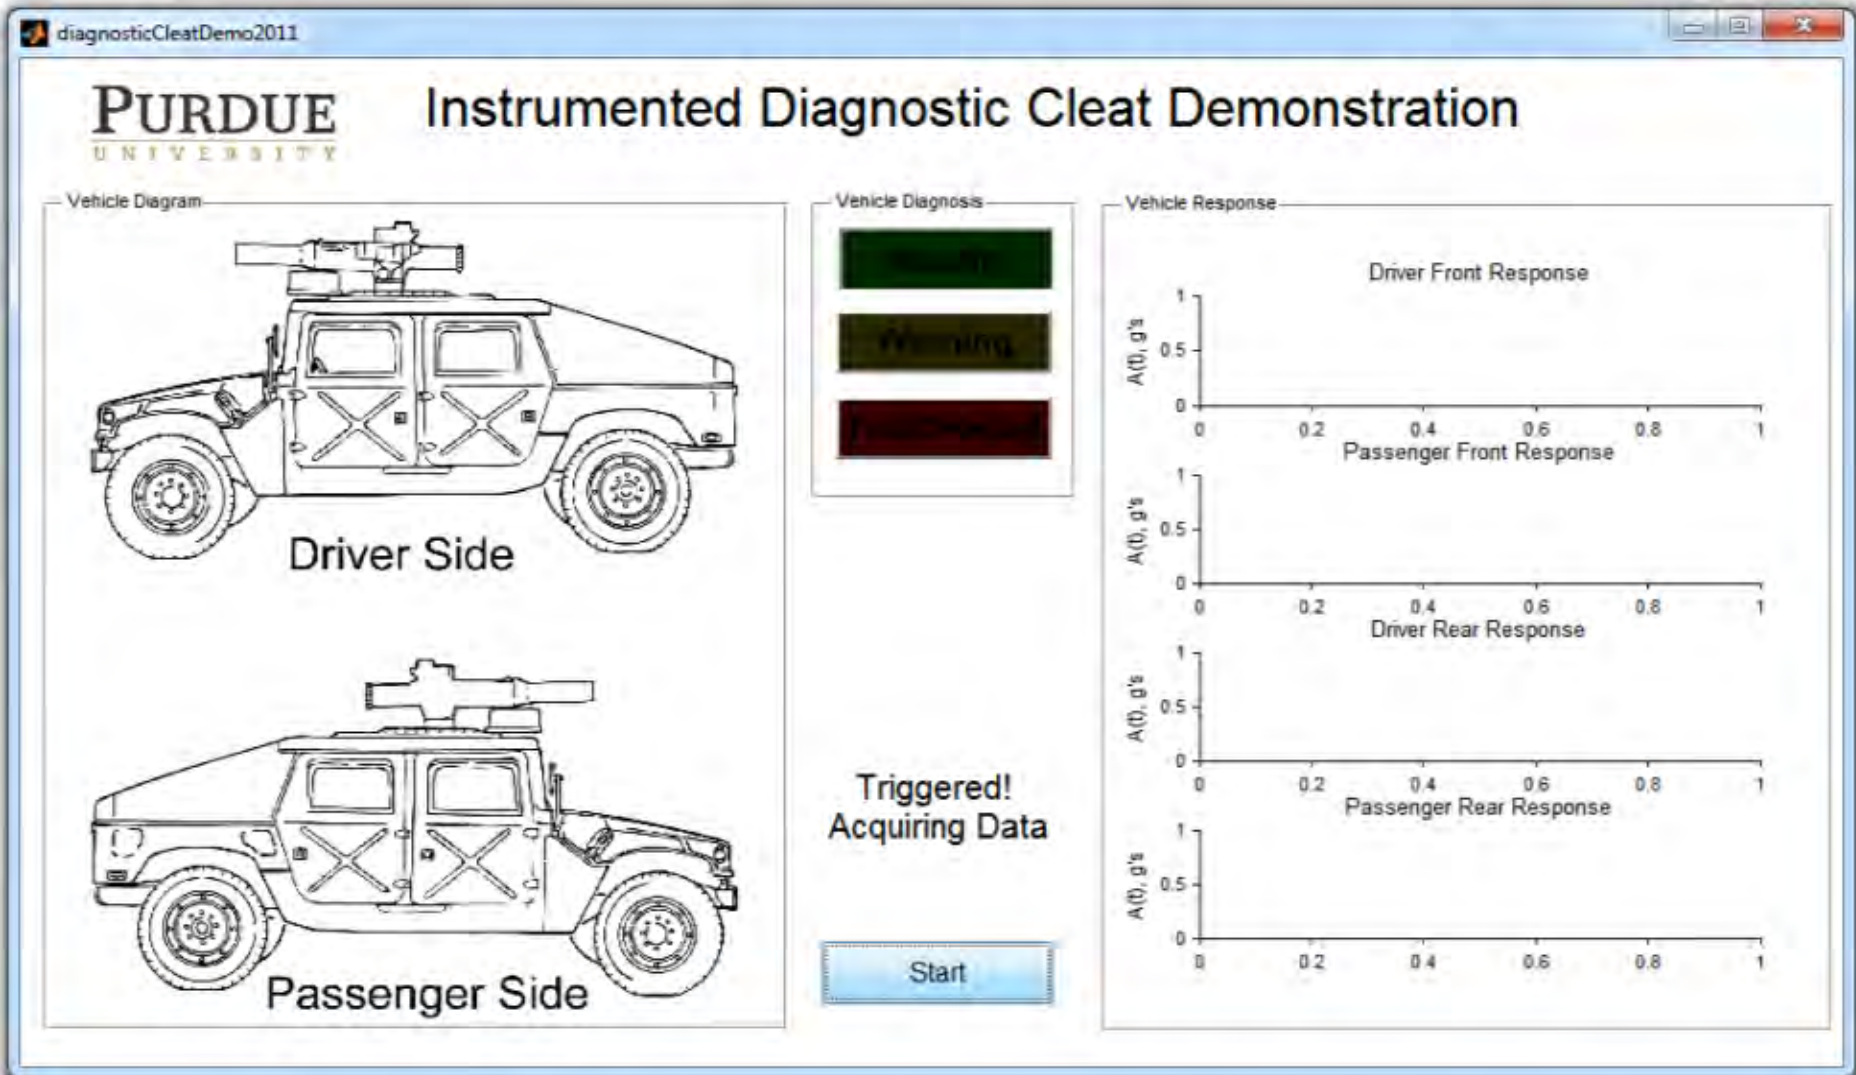 diagnosticCleatDemo2011
PURDUE
UNIVERSITY
Instrumented Diagnostic Cleat Demonstration
Vehicle Diagram
Driver Side
Passenger Side
Vehicle Diagnosis
Warning
Triggered!
Acquiring Data
Start
Vehicle Response
Driver Front Response
A(t), g's
1
0.5
0
0 0.2 0.4 0.6 0.8 1
Passenger Front Response
A(t), g's
1
0.5
0
0 0.2 0.4 0.6 0.8 1
Driver Rear Response
A(t), g's
1
0.5
0
0 0.2 0.4 0.6 0.8 1
Passenger Rear Response
A(t), g's
1
0.5
0
0 0.2 0.4 0.6 0.8 1